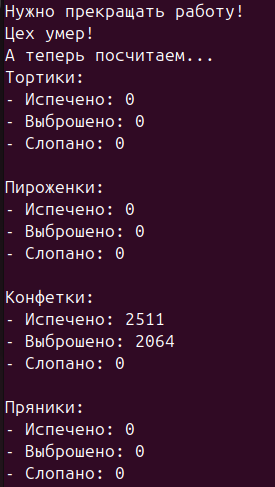 Нужно прекращать работу!
Цех умер!
А теперь посчитаем...
Тортики:
- Испечено: 0
- Выброшено: 0
- Слопано: 0
Пироженки:
- Испечено: 0
- Выброшено: 0
- Слопано: 0
Конфетки:
- Испечено: 2511
- Выброшено: 2064
- Слопано: 0
Пряники:
- Испечено: 0
- Выброшено: 0
- Слопано: 0